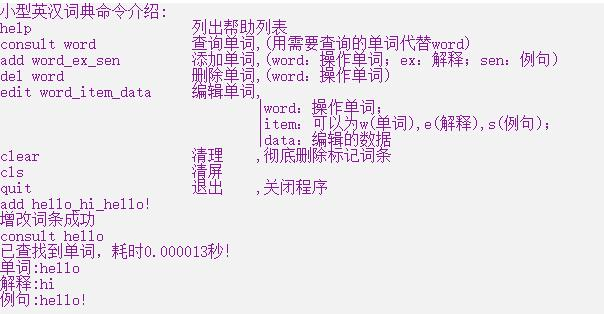 小型英汉词典命令介绍:
help 列出帮助列表
consult word 查询单词,(用需要查询的单词代替word)
add word_ex_sen 添加单词,(word: 操作单词; ex: 解释; sen: 例句)
del word 删除单词,(word: 操作单词)
edit word_item_data 编辑单词,
|word: 操作单词;
|item: 可以为w(单词),e(解释),s(例句);
|data: 编辑的数据
clear 清理 ,彻底删除标记词条
cls 清屏
quit 退出 ,关闭程序
add hello_hi_hello!
增改词条成功
consult hello
已查找到单词, 耗时0.000013秒!
单词:hello
解释:hi
例句:hello!